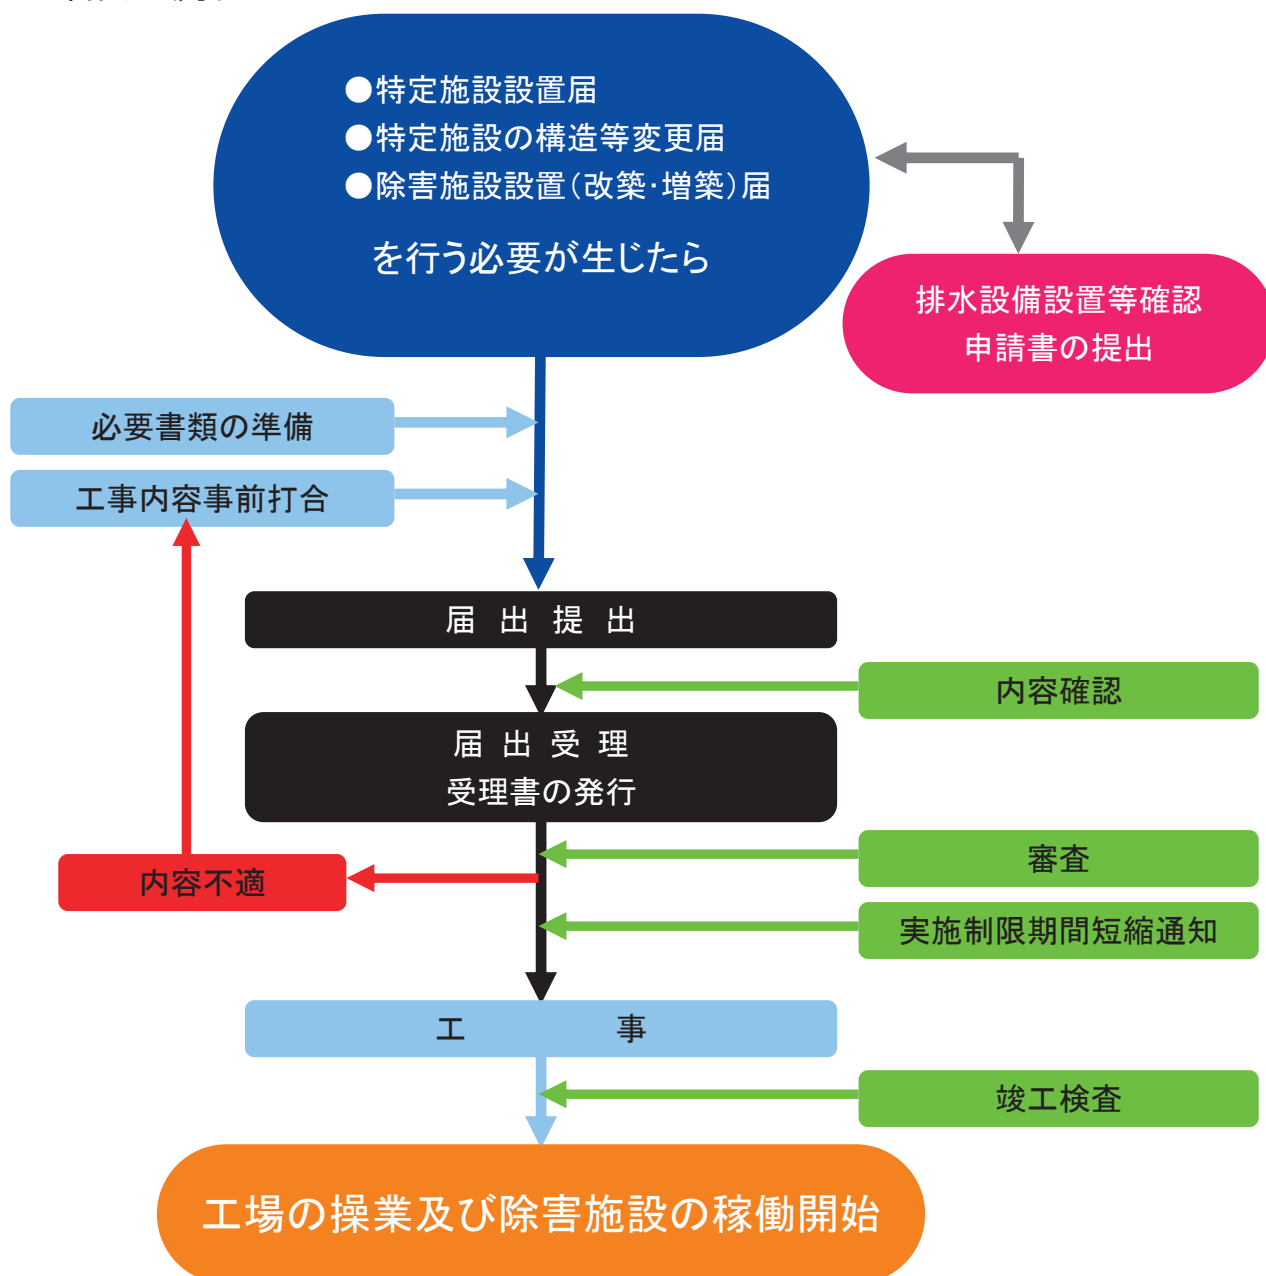 ●特定施設設置届
●特定施設の構造等変更届
●除害施設設置(改築・増築)届
を行う必要が生じたら
排水設備設置等確認
申請書の提出
必要書類の準備
工事内容事前打合
届出提出
内容確認
届出受理
受理書の発行
審査
内容不適
実施制限期間短縮通知
工事
竣工検査
工場の操業及び除害施設の稼働開始